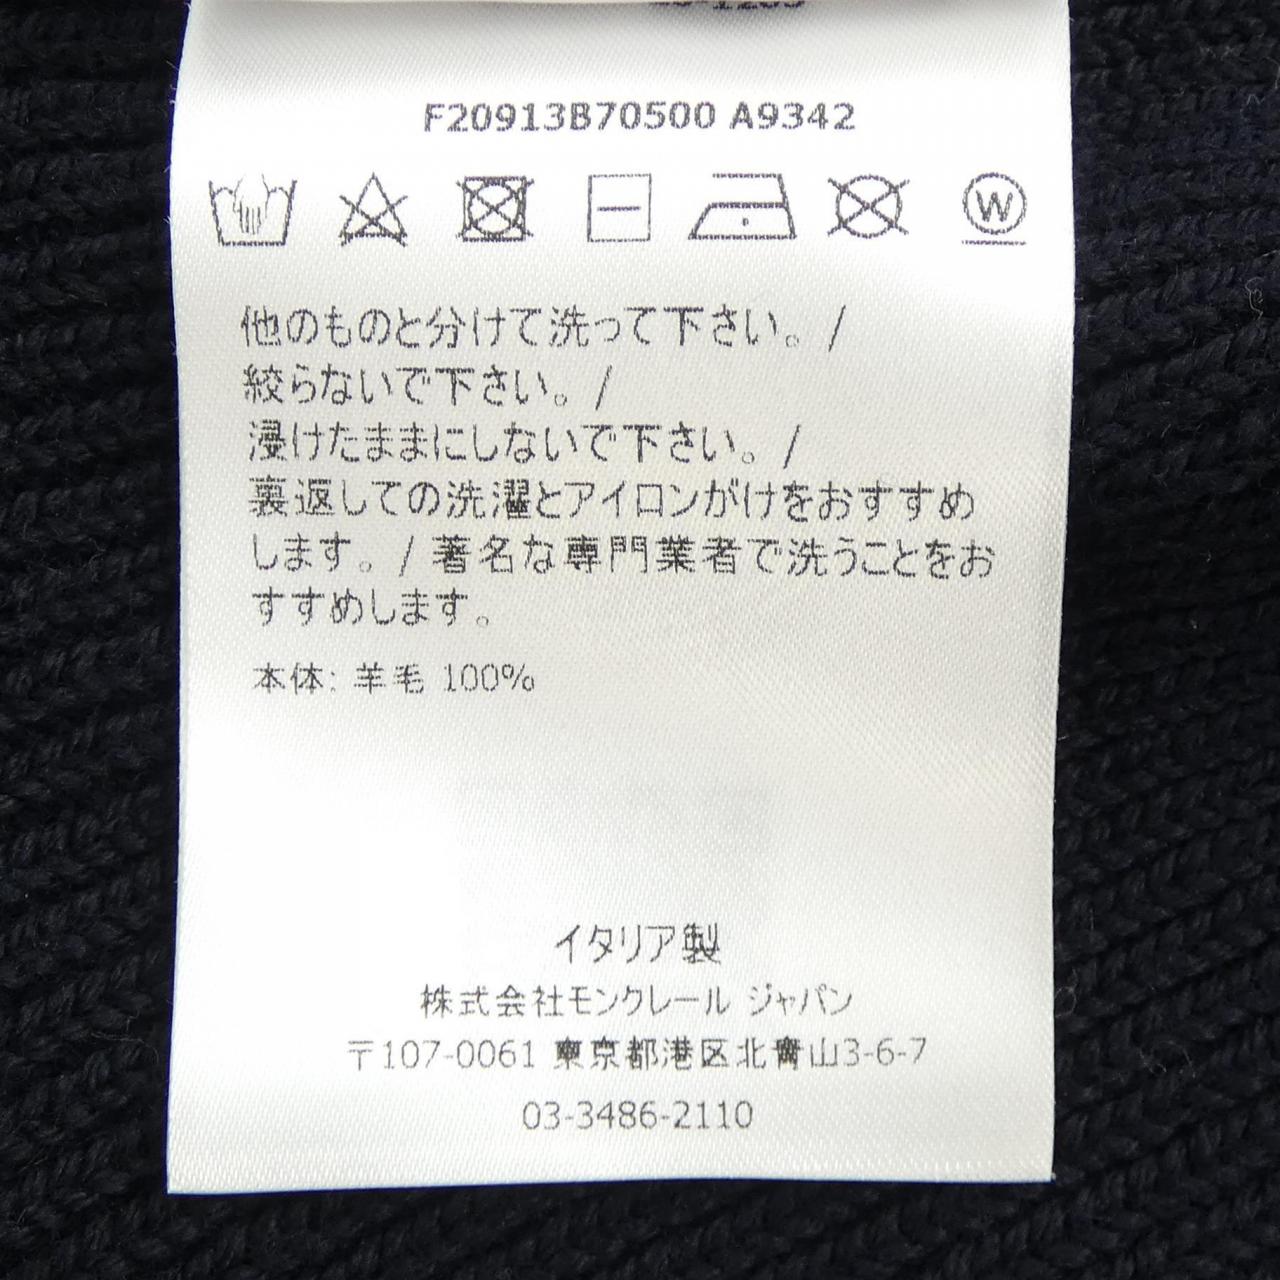 F20913B70500 A9342
W
他のものと分けて洗って下さい。/
絞らないで下さい。/
浸けたままにしないで下さい。/
裏返しての洗濯とアイロンがけをおすすめ
します。/ 著名な専門業者で洗うことをお
すすめします。
本体: 羊毛 100%
イタリア製
株式会社モンクレール ジャパン
〒107-0061 東京都港区北青山3-6-7
03-3486-2110